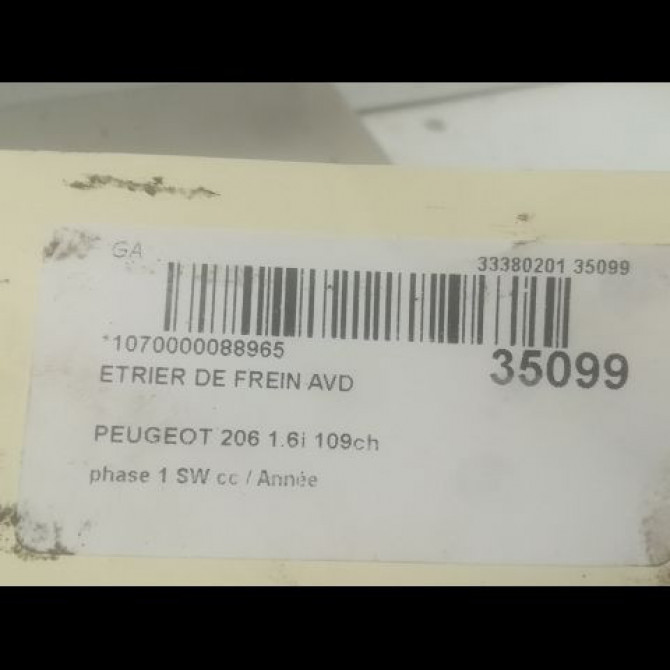 GA
33380201 35099
*1070000088965
35099
ETRIER DE FREIN AVD
PEUGEOT 206 1.6i 109ch
phase 1 SW cc / Année